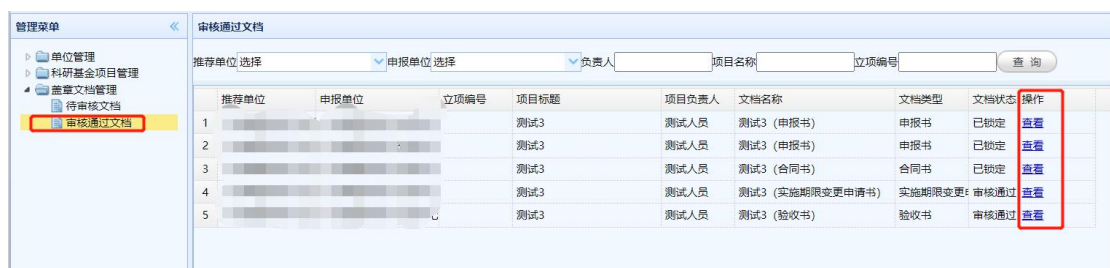 管理菜单
审核通过文档
单位管理
科研基金项目管理
盖章文档管理
待审核文档
审核通过文档
推荐单位 选择 申报单位 选择 负责人 项目名称 立项编号 查 询
推荐单位 申报单位 立项编号 项目标题 项目负责人 文档名称 文档类型 文档状态 操作
1 测试3 测试人员 测试3（申报书） 申报书 已锁定 查看
2 测试3 测试人员 测试3（申报书） 申报书 已锁定 查看
3 测试3 测试人员 测试3（合同书） 合同书 已锁定 查看
4 测试3 测试人员 测试3（实施期限变更申请书） 实施期限变更 审核通过 查看
5 测试3 测试人员 测试3（验收书） 验收书 审核通过 查看